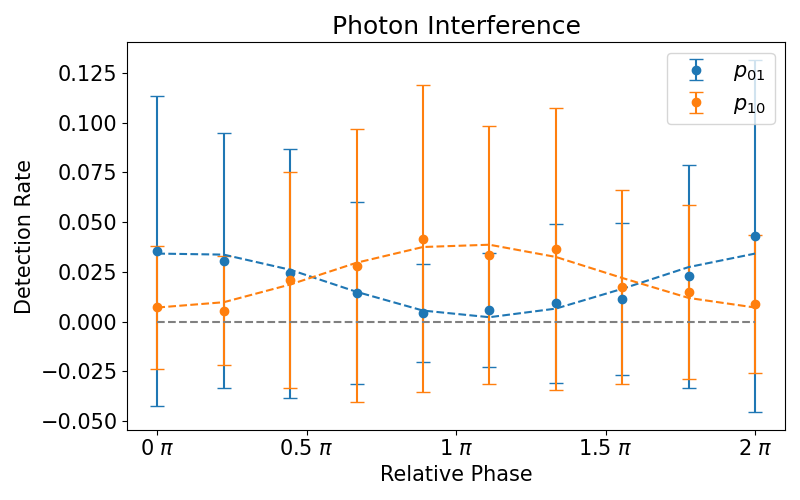 Photon Interference
p01
p10
Detection Rate
0.125
0.100
0.075
0.050
0.025
0.000
−0.025
−0.050
0 π 0.5 π 1 π 1.5 π 2 π
Relative Phase